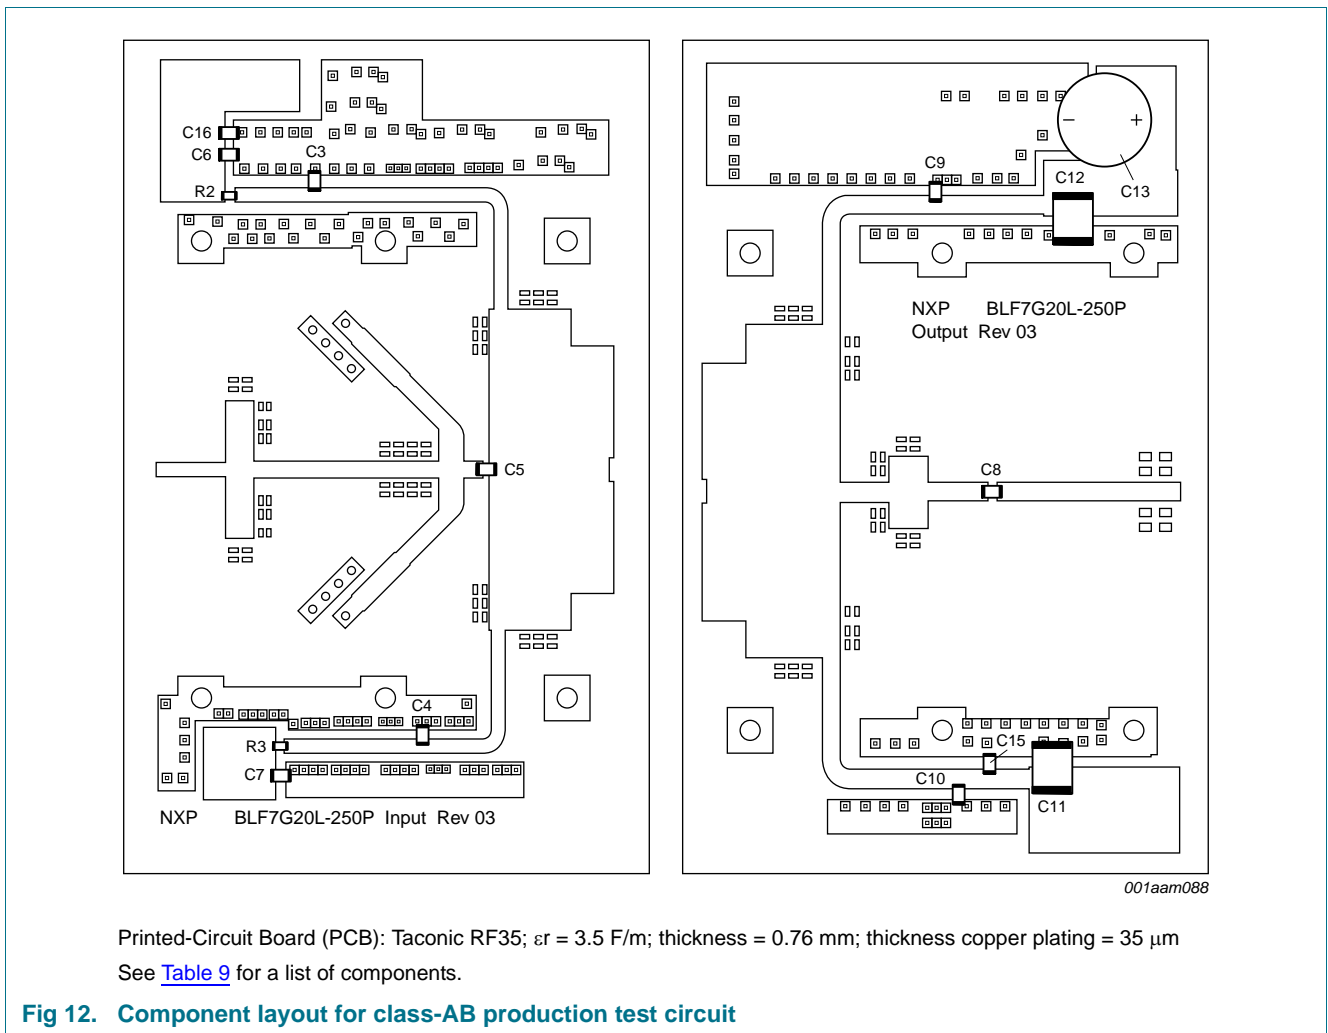 C16
C6
C3
R2
C5
C4
R3
C7
NXP BLF7G20L-250P Input Rev 03
− +
C9
C12
C13
NXP BLF7G20L-250P
Output Rev 03
C8
C15
C10
C11
001aam088
Printed-Circuit Board (PCB): Taconic RF35; εr = 3.5 F/m; thickness = 0.76 mm; thickness copper plating = 35 μm
See Table 9 for a list of components.
Fig 12. Component layout for class-AB production test circuit